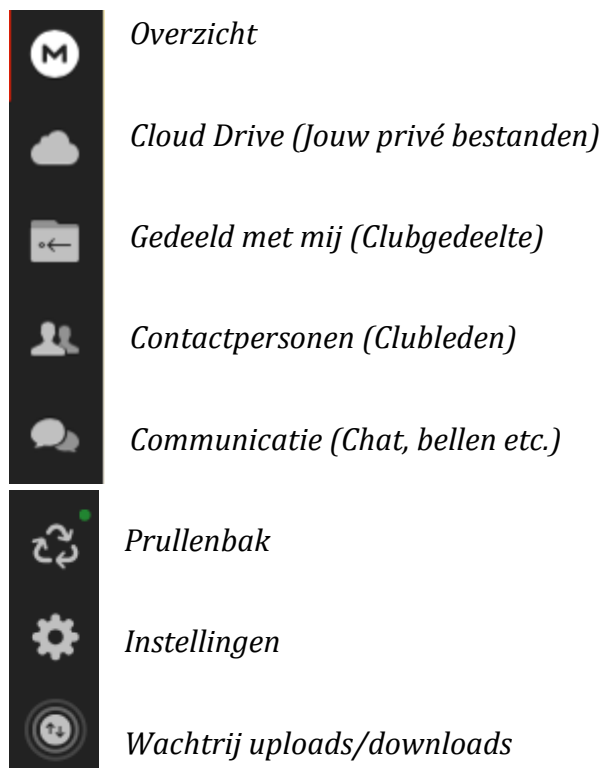 Overzicht
Cloud Drive (Jouw privé bestanden)
Gedeeld met mij (Clubgedeelte)
Contactpersonen (Clubleden)
Communicatie (Chat, bellen etc.)
Prullenbak
Instellingen
Wachtrij uploads/downloads